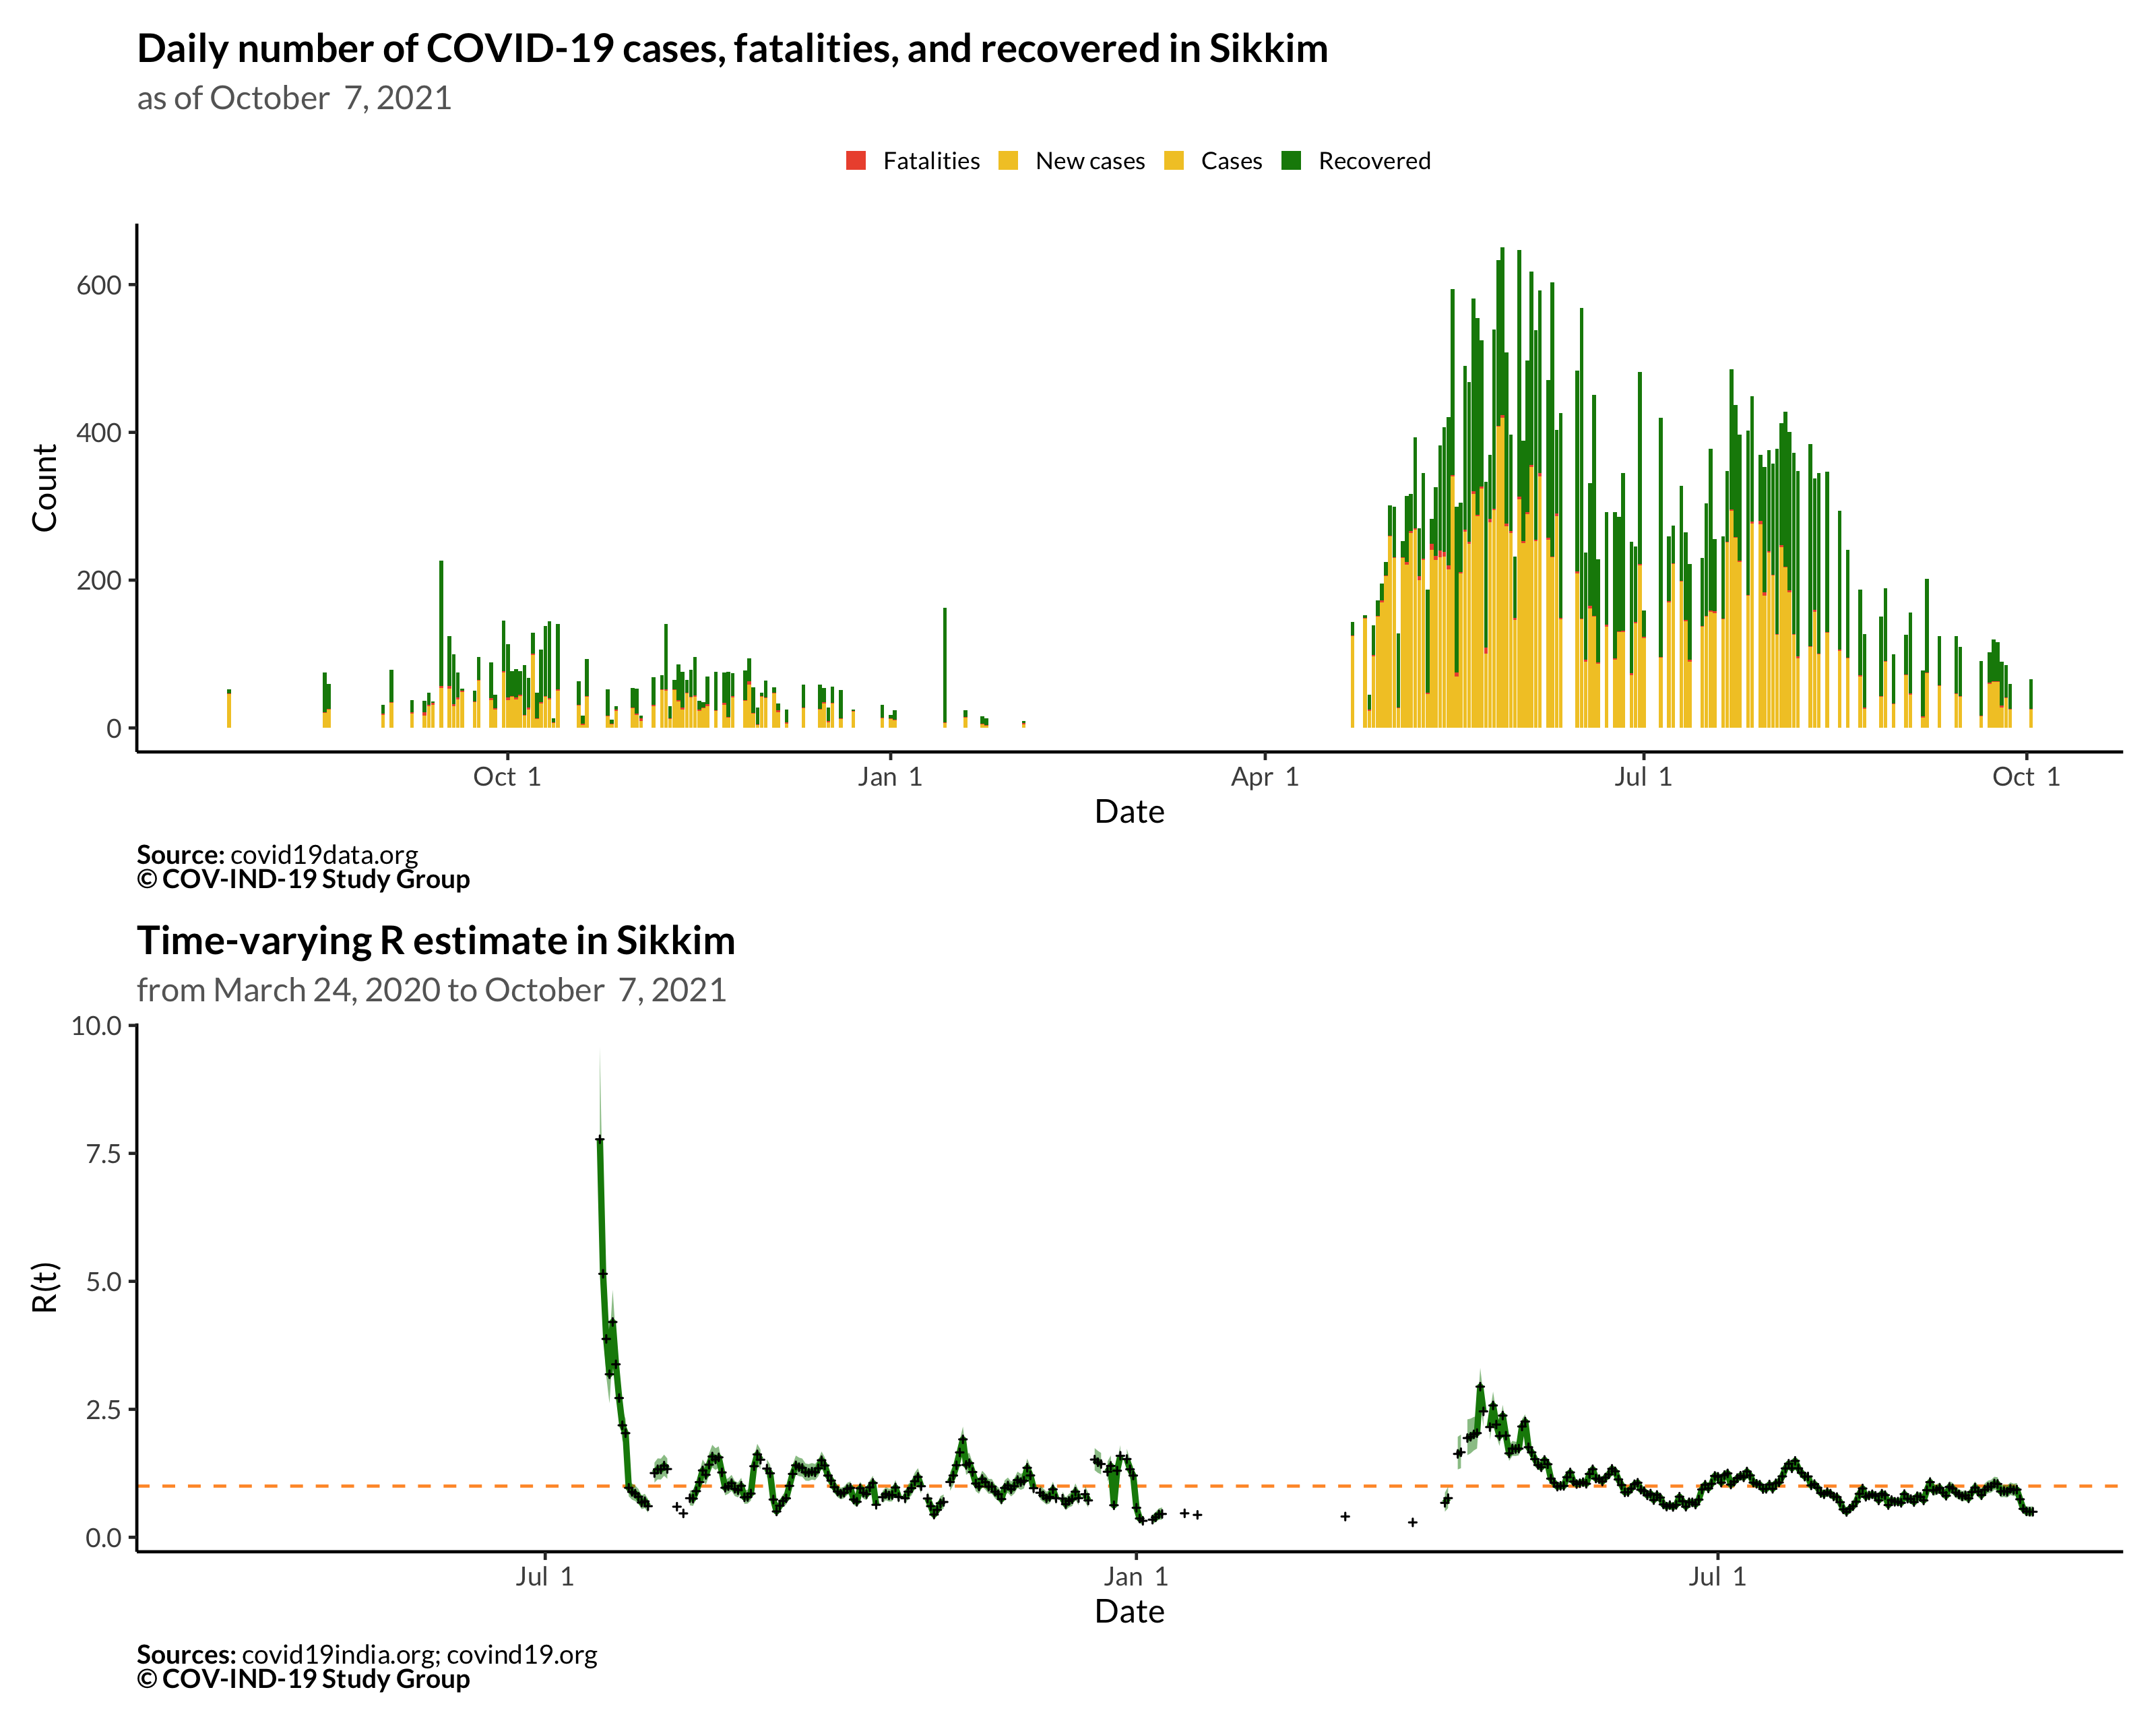 Daily number of COVID-19 cases, fatalities, and recovered in Sikkim
as of October 7, 2021
Fatalities New cases Cases Recovered
600
400
200
0
Count
Oct 1 Jan 1 Apr 1 Jul 1 Oct 1
Date
Source: covid19data.org
© COV-IND-19 Study Group
Time-varying R estimate in Sikkim
from March 24, 2020 to October 7, 2021
10.0
7.5
5.0
2.5
0.0
R(t)
Jul 1 Jan 1 Jul 1
Date
Sources: covid19india.org; covind19.org
© COV-IND-19 Study Group